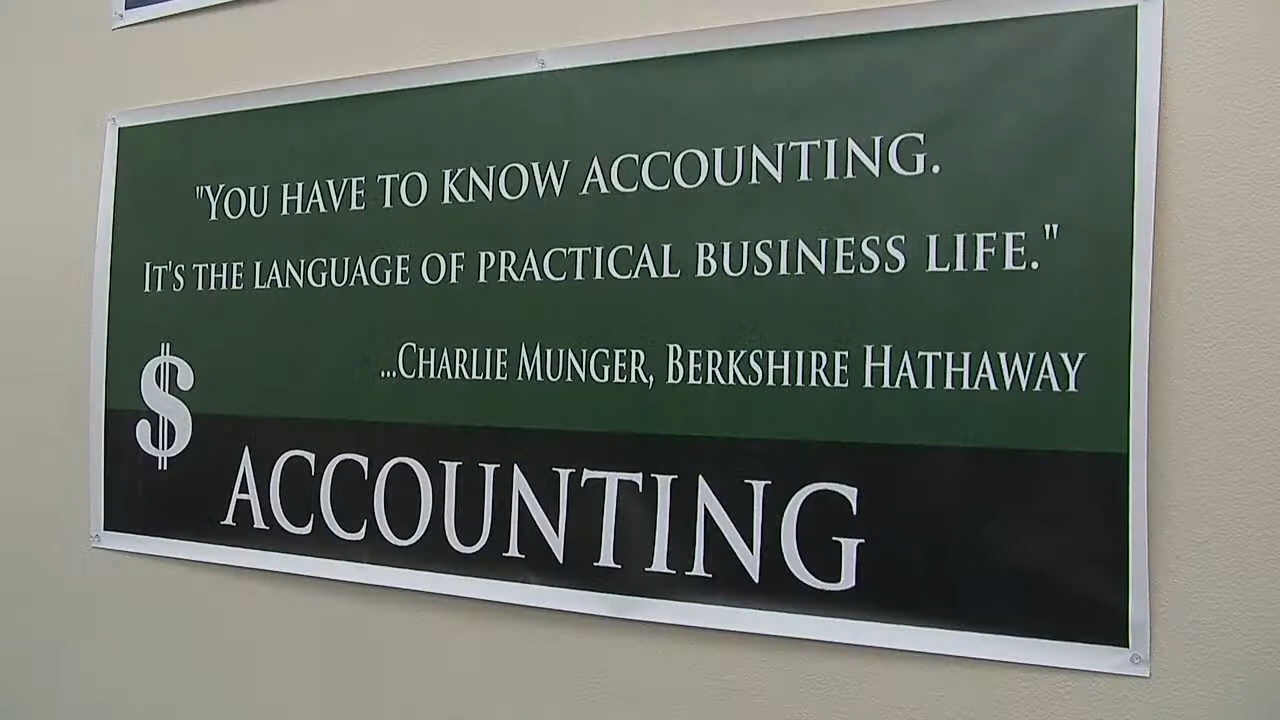 "YOU HAVE TO KNOW ACCOUNTING.
IT'S THE LANGUAGE OF PRACTICAL BUSINESS LIFE."
...CHARLIE MUNGER, BERKSHIRE HATHAWAY
$
ACCOUNTING